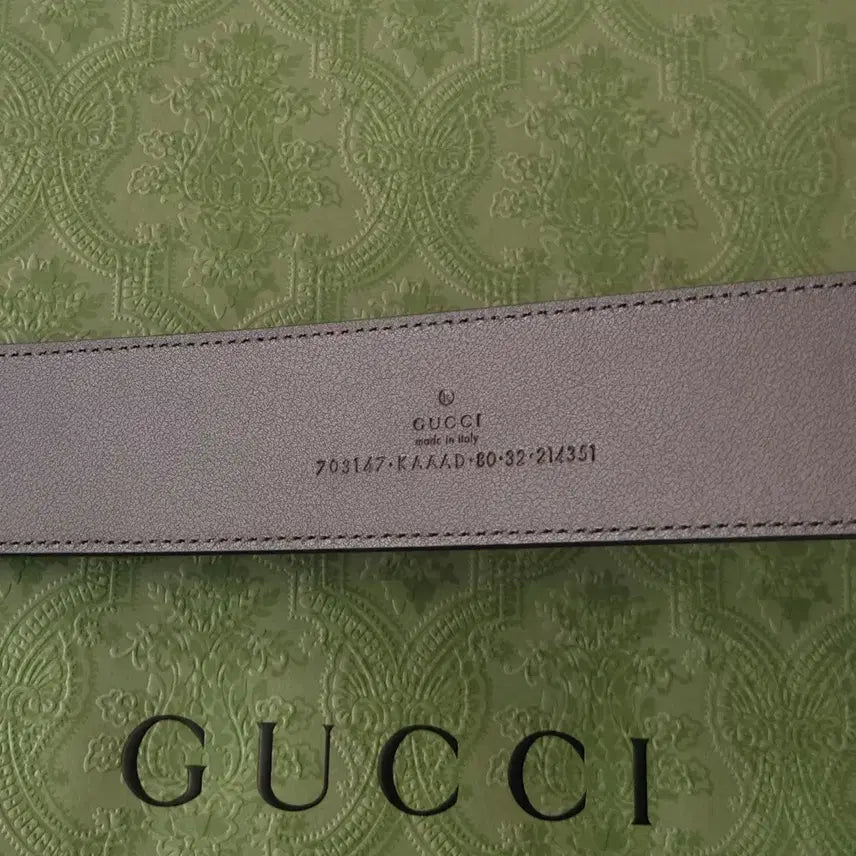 GUCCI
made in italy
703147·KAAAD·80·32·214351
GUCCI